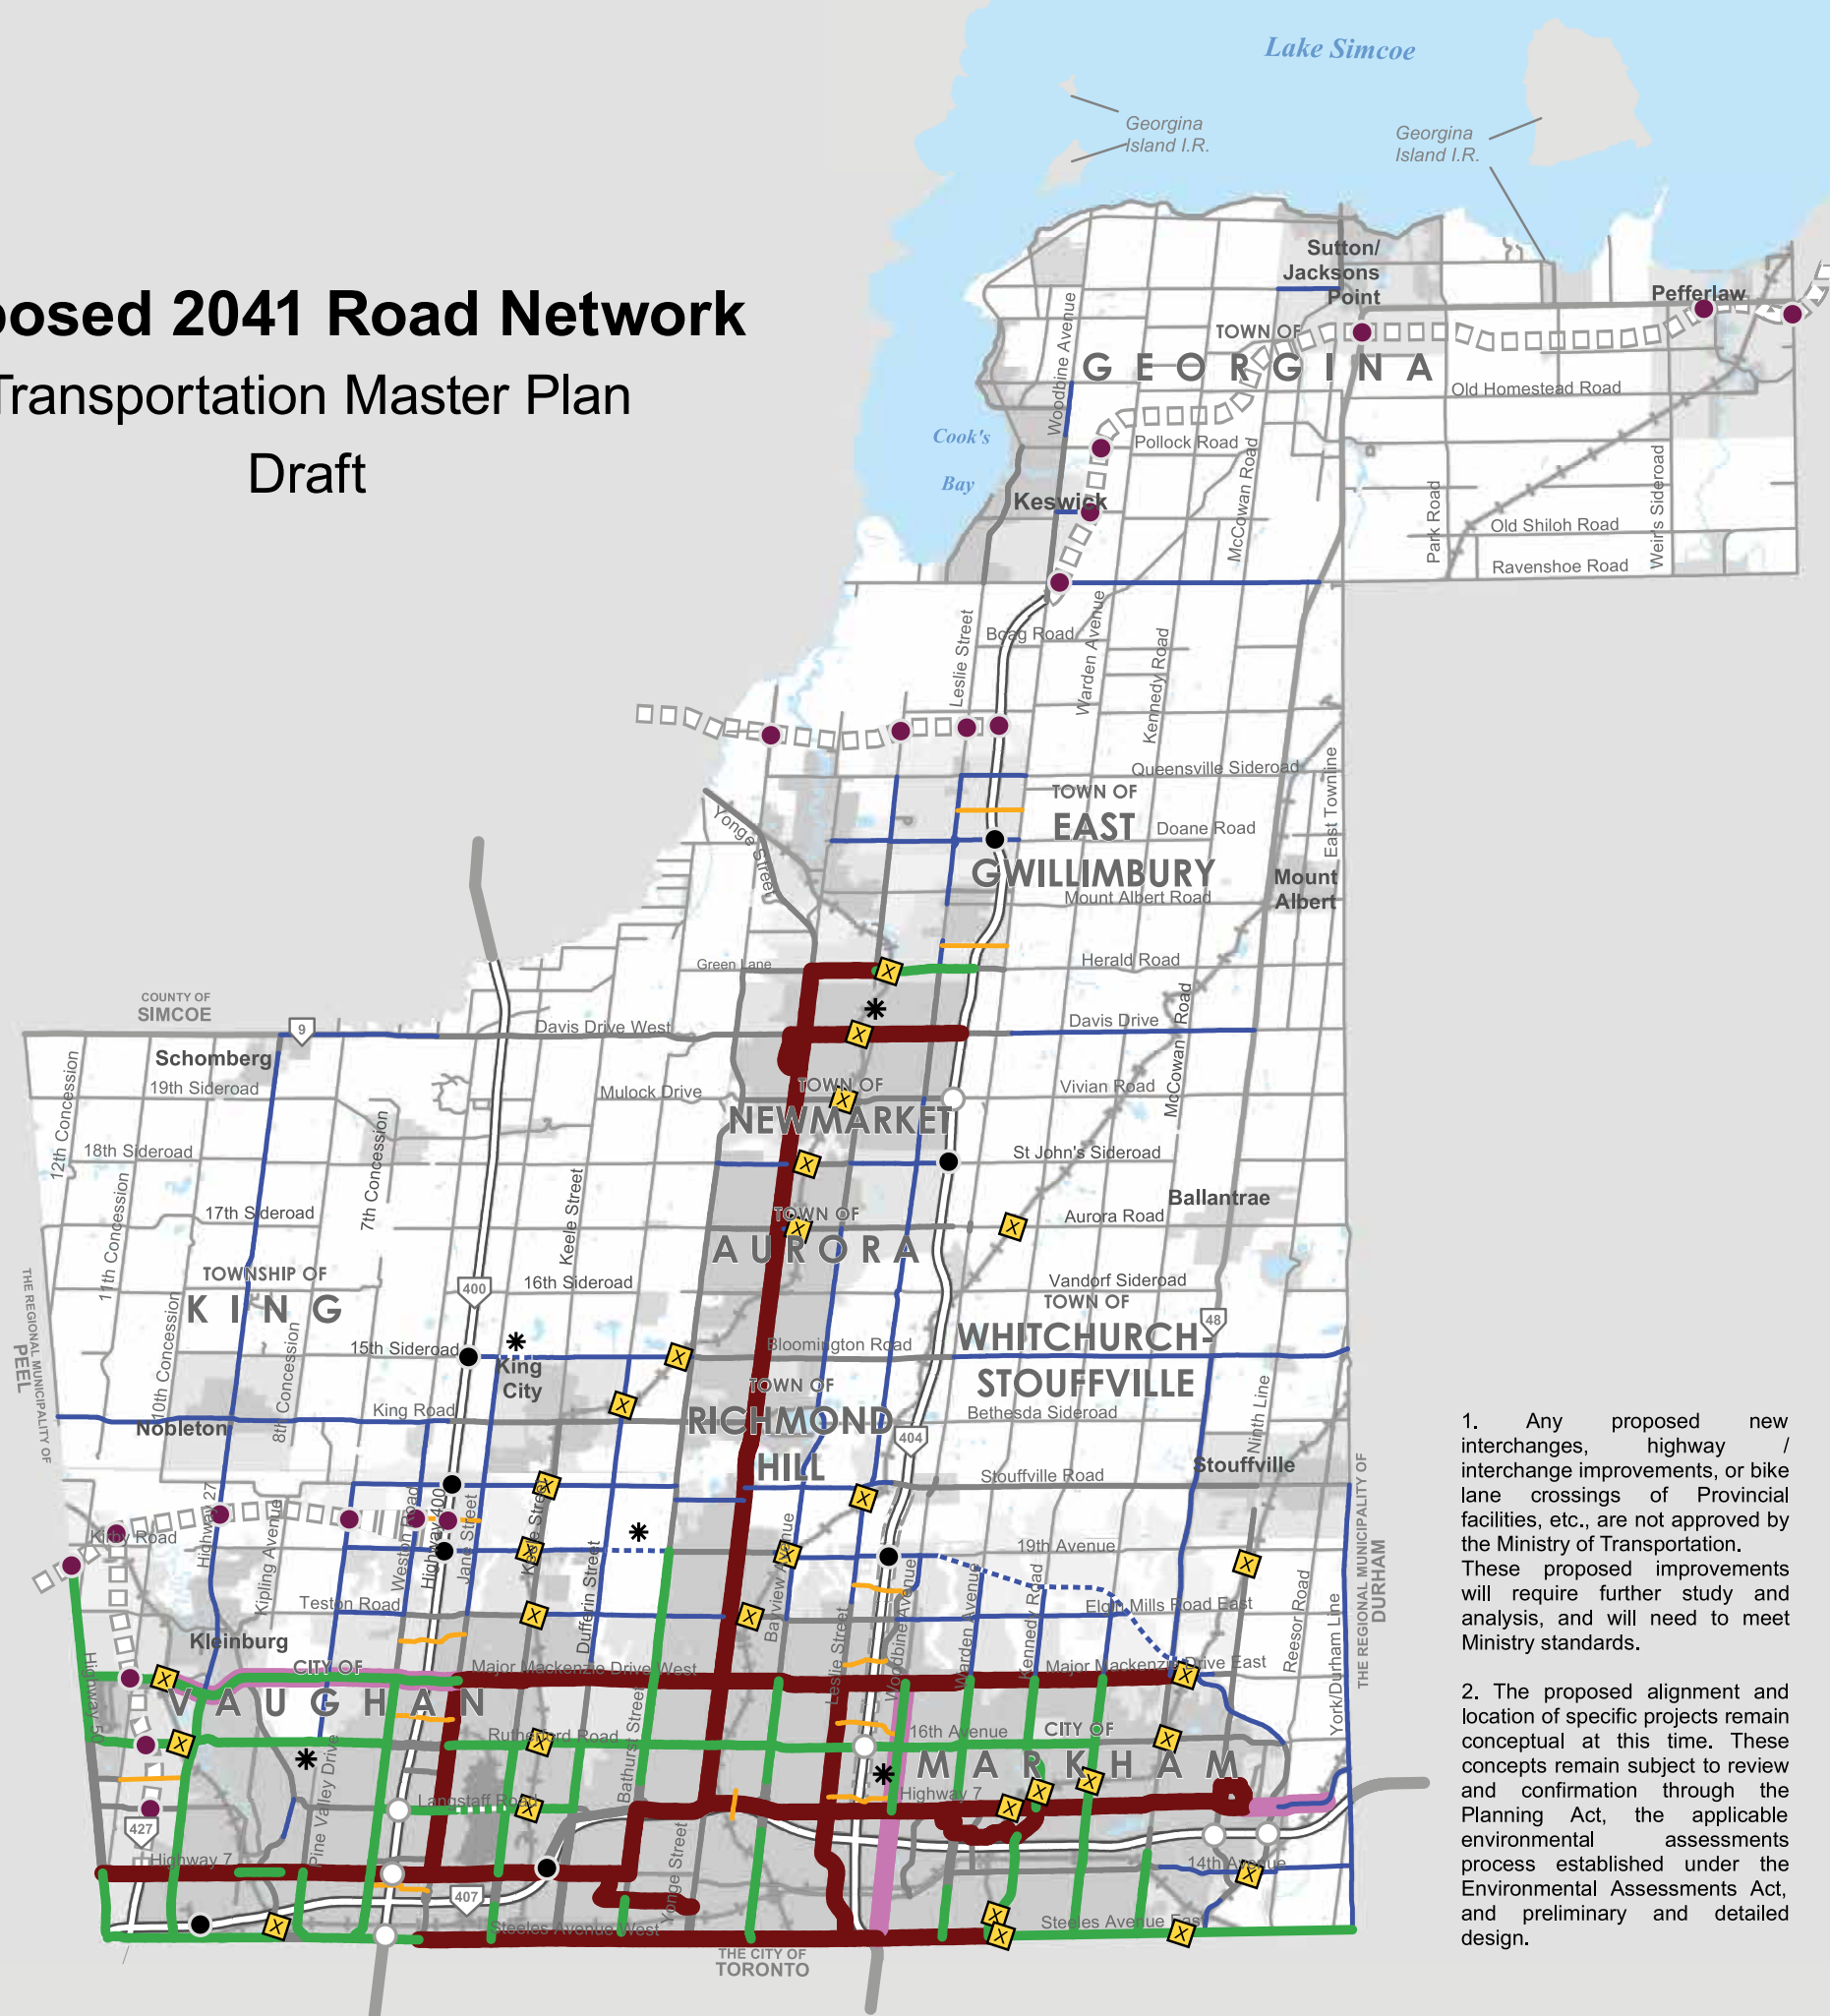 Lake Simcoe
Georgina
Island I.R.
Georgina
Island I.R.
posed 2041 Road Network
Transportation Master Plan
Draft
Sutton/
Jacksons
Point
Pefferlaw
TOWN OF
GEORGINA
Woodbine Avenue
Old Homestead Road
Cook's
Bay
Pollock Road
Keswick
McCowan Road
Park Road
Weir's Sideroad
Old Shiloh Road
Ravenshoe Road
Boag Road
Leslie Street
Warden Avenue
Kennedy Road
Queensville Sideroad
East Townline
TOWN OF
EAST
GWILLIMBURY
Doane Road
Yonge Street
Mount Albert Road
Mount
Albert
Green Lane
Herald Road
COUNTY OF
SIMCOE
9
Davis Drive West
Davis Drive
McCowan Road
Schomberg
19th Sideroad
12th Concession
Mulock Drive
TOWN OF
NEWMARKET
Vivian Road
18th Sideroad
7th Concession
St John's Sideroad
11th Concession
17th Sideroad
Keele Street
Ballantrae
TOWN OF
AURORA
Aurora Road
THE REGIONAL MUNICIPALITY OF
PEEL
TOWNSHIP OF
KING
16th Sideroad
400
Vandorf Sideroad
TOWN OF
WHITCHURCH-
STOUFFVILLE
48
10th Concession
8th Concession
15th Sideroad
King
City
Bloomington Road
TOWN OF
RICHMOND
HILL
King Road
Nobleton
Bethesda Sideroad
404
Ninth Line
Stouffville
Stouffville Road
Highway 27
Kirby Road
Kipling Avenue
Weston Road
Highway 400
Jane Street
Keele Street
Dufferin Street
Bayview Avenue
19th Avenue
Teston Road
Elgin Mills Road East
Kleinburg
Leslie Street
Woodbine Avenue
Warden Avenue
Kennedy Road
Reesor Road
York/Durham Line
THE REGIONAL MUNICIPALITY OF
DURHAM
Highway 50
CITY OF
VAUGHAN
Major Mackenzie Drive West
Major Mackenzie Drive East
Rutherford Road
Bathurst Street
16th Avenue
CITY OF
MARKHAM
Pine Valley Drive
Langstaff Road
Highway 7
427
Highway 7
Yonge Street
14th Avenue
407
Steeles Avenue West
Steeles Avenue East
THE CITY OF
TORONTO
1. Any proposed new
interchanges, highway /
interchange improvements, or bike
lane crossings of Provincial
facilities, etc., are not approved by
the Ministry of Transportation.
These proposed improvements
will require further study and
analysis, and will need to meet
Ministry standards.
2. The proposed alignment and
location of specific projects remain
conceptual at this time. These
concepts remain subject to review
and confirmation through the
Planning Act, the applicable
environmental assessments
process established under the
Environmental Assessments Act,
and preliminary and detailed
design.